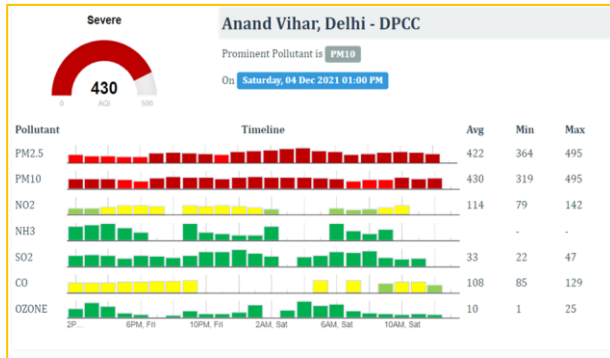 Severe
430
0 AQI 500
Anand Vihar, Delhi - DPCC
Prominent Pollutant is PM10
On Saturday, 04 Dec 2021 01:00 PM
Pollutant Timeline Avg Min Max
PM2.5 422 364 495
PM10 430 319 495
NO2 114 79 142
NH3 - -
SO2 33 22 47
CO 108 85 129
OZONE 10 1 25
2P... 6PM, Fri 10PM, Fri 2AM, Sat 6AM, Sat 10AM, Sat